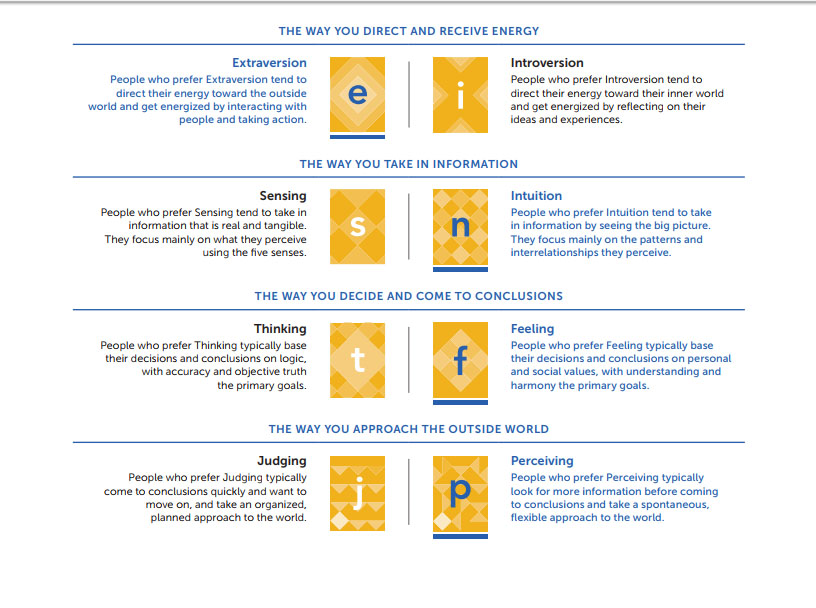 THE WAY YOU DIRECT AND RECEIVE ENERGY
Extraversion
People who prefer Extraversion tend to
direct their energy toward the outside
world and get energized by interacting with
people and taking action.
e
i
Introversion
People who prefer Introversion tend to
direct their energy toward their inner world
and get energized by reflecting on their
ideas and experiences.
THE WAY YOU TAKE IN INFORMATION
Sensing
People who prefer Sensing tend to take in
information that is real and tangible.
They focus mainly on what they perceive
using the five senses.
s
n
Intuition
People who prefer Intuition tend to take
in information by seeing the big picture.
They focus mainly on the patterns and
interrelationships they perceive.
THE WAY YOU DECIDE AND COME TO CONCLUSIONS
Thinking
People who prefer Thinking typically base
their decisions and conclusions on logic,
with accuracy and objective truth
the primary goals.
t
f
Feeling
People who prefer Feeling typically base
their decisions and conclusions on personal
and social values, with understanding and
harmony the primary goals.
THE WAY YOU APPROACH THE OUTSIDE WORLD
Judging
People who prefer Judging typically
come to conclusions quickly and want to
move on, and take an organized,
planned approach to the world.
j
p
Perceiving
People who prefer Perceiving typically
look for more information before coming
to conclusions and take a spontaneous,
flexible approach to the world.